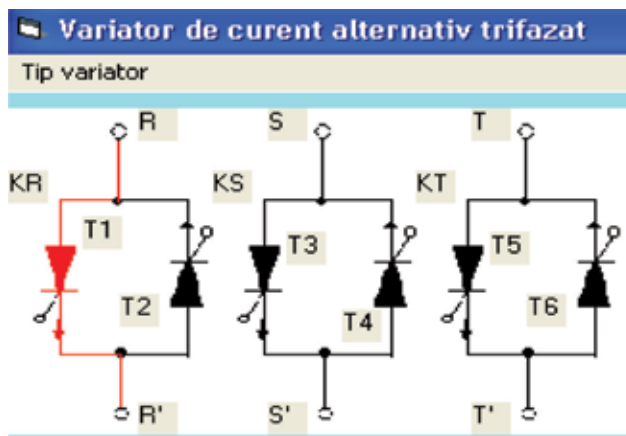 Variator de curent alternativ trifazat
Tip variator
R S T
KR KS KT
T1 T3 T5
T2 T4 T6
R' S' T'